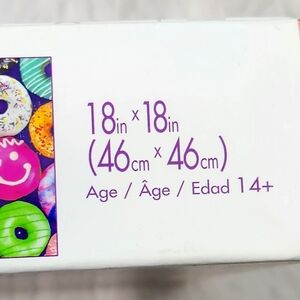 18in x 18in
(46cm x 46cm)
Age / Âge / Edad 14+